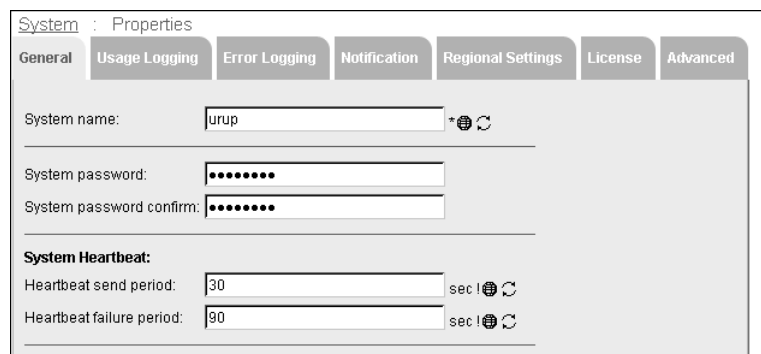 System : Properties
General Usage Logging Error Logging Notification Regional Settings License Advanced
System name: urup *
System password: ••••••••
System password confirm: ••••••••
System Heartbeat:
Heartbeat send period: 30 sec !
Heartbeat failure period: 90 sec !